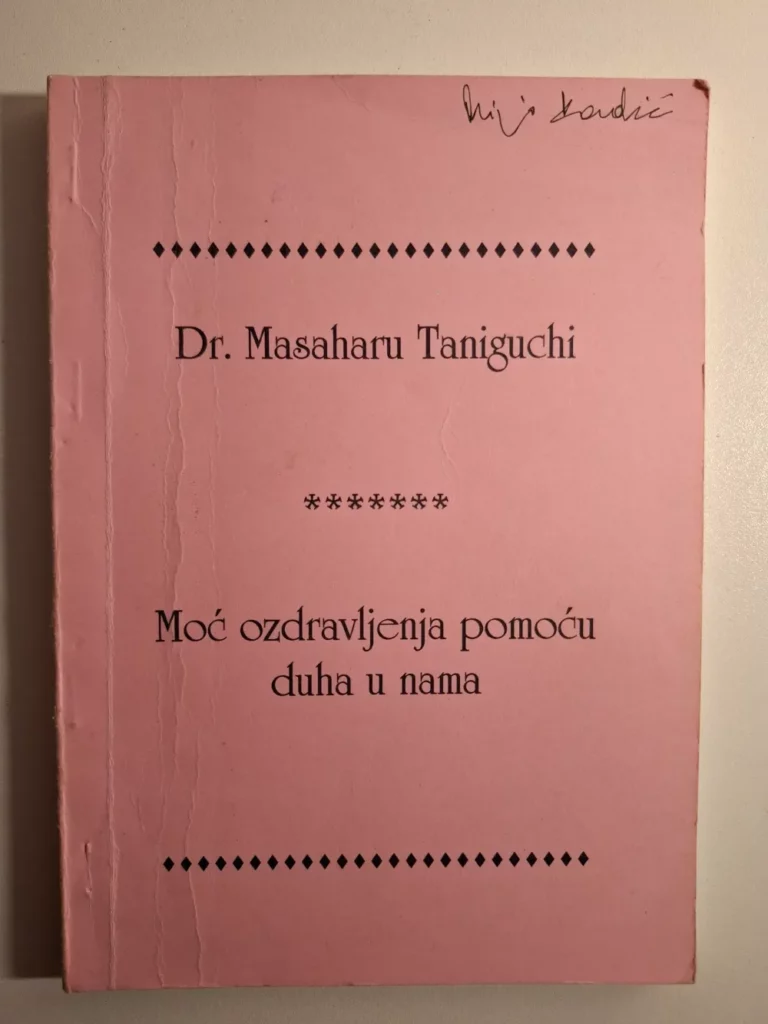 Dr. Masaharu Taniguchi
*******
Moć ozdravljenja pomoću
duha u nama